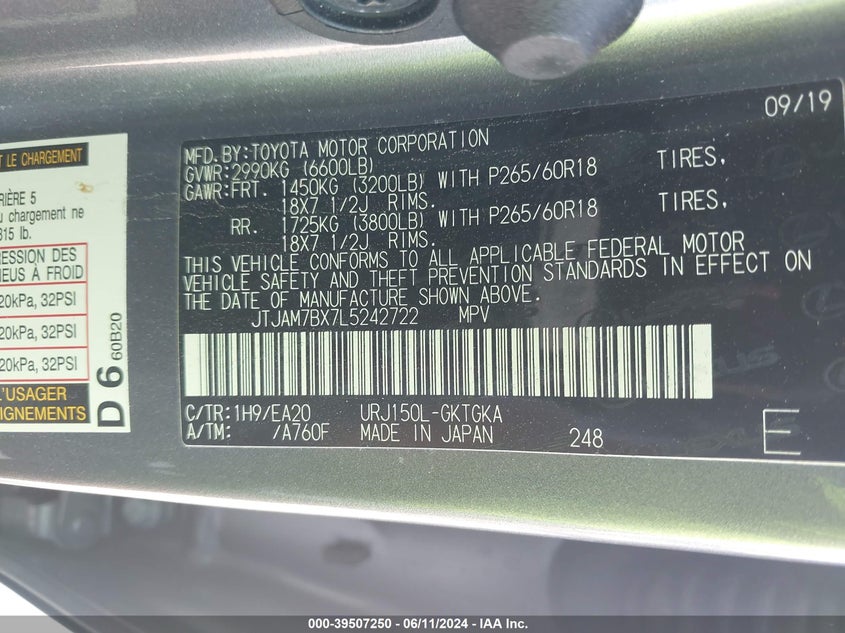 T LE CHARGEMENT
RIÈRE 5
u chargement ne
815 lb.
RESSION DES
NEUS À FROID
20kPa, 32PSI
20kPa, 32PSI
20kPa, 32PSI
L'USAGER
SIGNEMENTS
D6 60B20
09/19
MFD.BY:TOYOTA MOTOR CORPORATION
GVWR:2990KG (6600LB)
GAWR:FRT. 1450KG (3200LB) WITH P265/60R18 TIRES,
18X7 1/2J RIMS.
RR. 1725KG (3800LB) WITH P265/60R18 TIRES,
18X7 1/2J RIMS.
THIS VEHICLE CONFORMS TO ALL APPLICABLE FEDERAL MOTOR
VEHICLE SAFETY AND THEFT PREVENTION STANDARDS IN EFFECT ON
THE DATE OF MANUFACTURE SHOWN ABOVE.
JTJAM7BX7L5242722 MPV
C/TR:1H9/EA20 URJ150L-GKTGKA
A/TM: /A760F MADE IN JAPAN 248 E
000-39507250 - 06/11/2024 - IAA Inc.